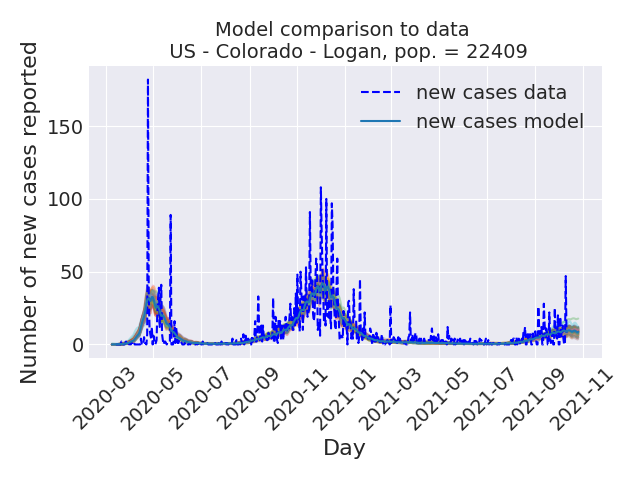 Model comparison to data
US - Colorado - Logan, pop. = 22409
Number of new cases reported
150
100
50
0
new cases data
new cases model
2020-03
2020-05
2020-07
2020-09
2020-11
2021-01
2021-03
2021-05
2021-07
2021-09
2021-11
Day